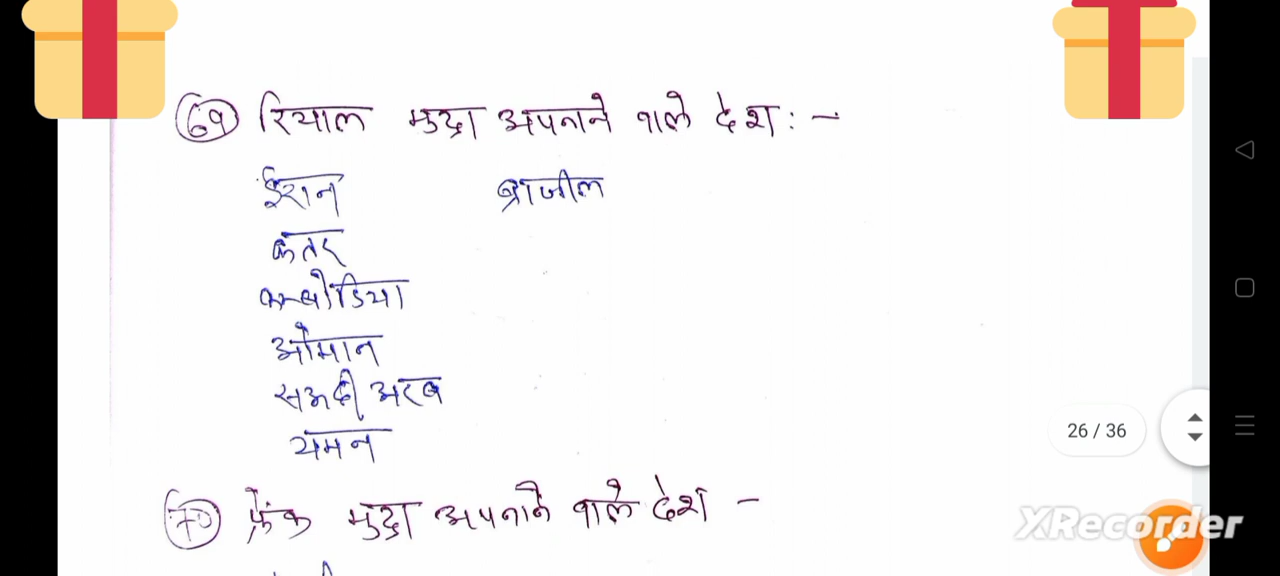 69 रियाल मुद्रा अपनाने वाले देश : -
ईरान ब्राजील
कतर
कम्बोडिया
ओमान
सऊदी अरब
यमन
26 / 36
70 फ्रैंक मुद्रा अपनाने वाले देश -
XRecorder